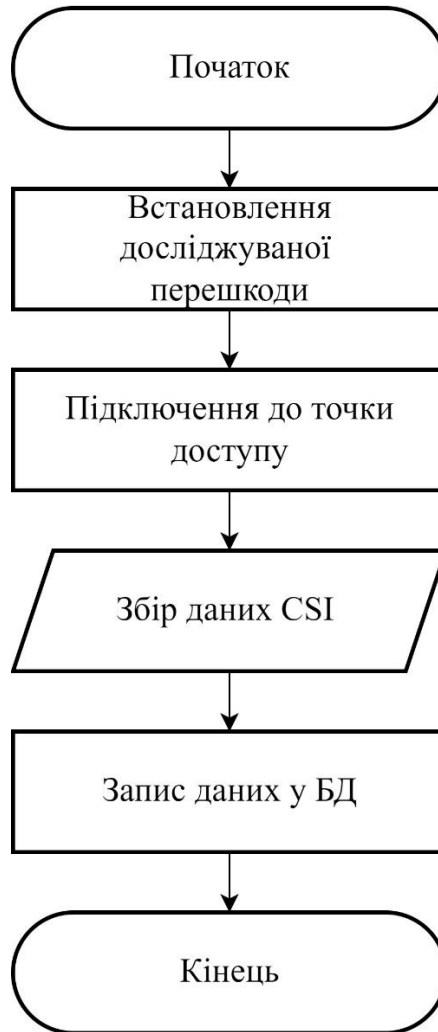 Початок
Встановлення
досліджуваної
перешкоди
Підключення до точки
доступу
Збір даних CSI
Запис даних у БД
Кінець